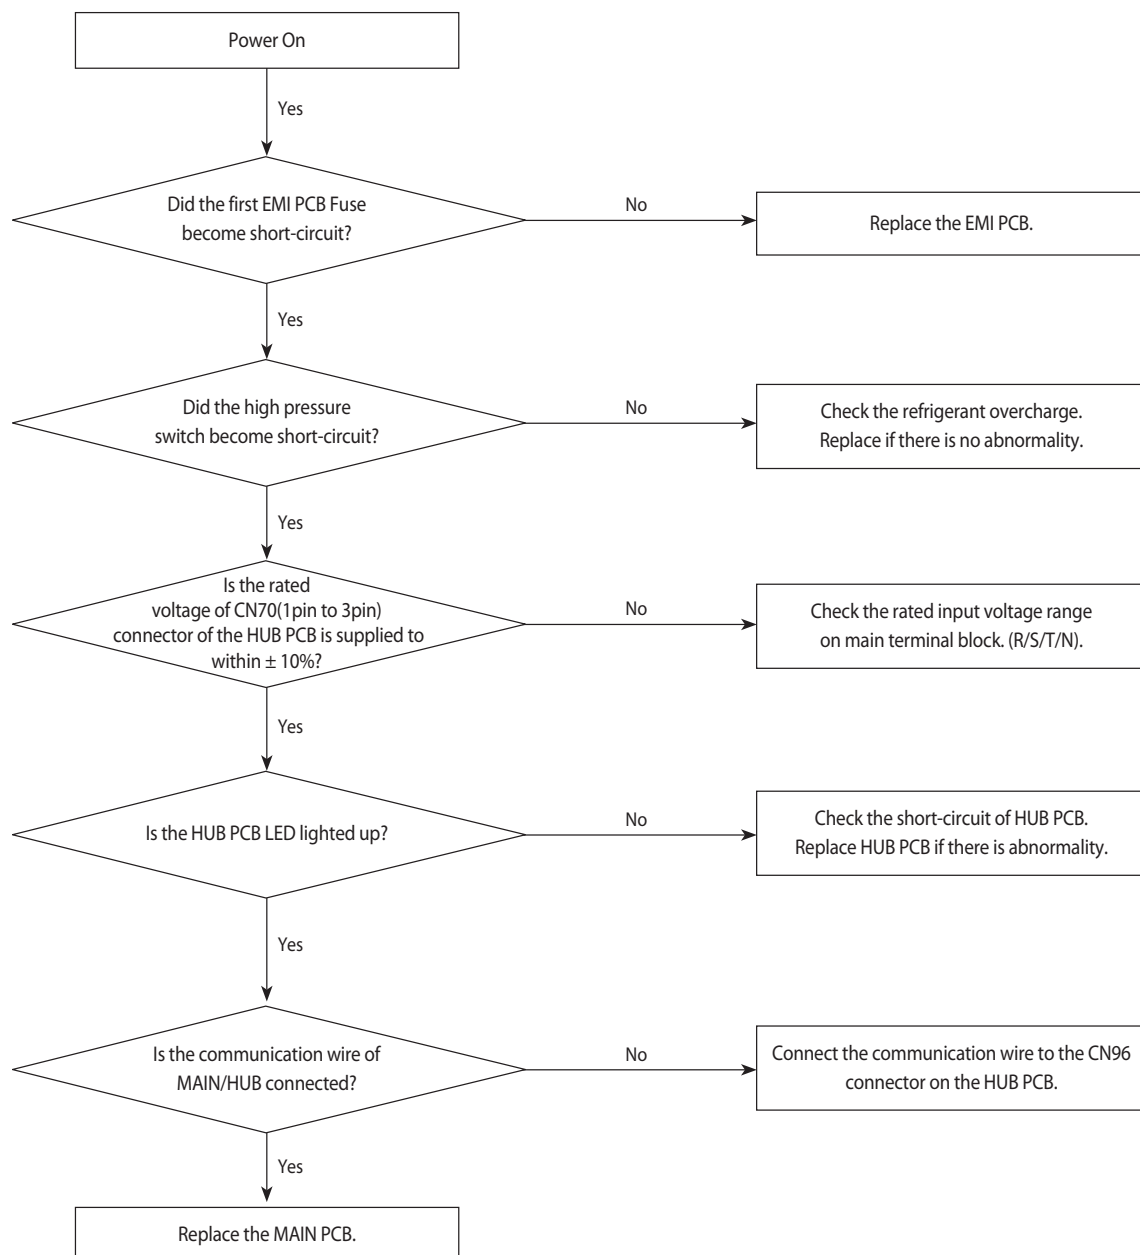 Power On
Yes
Did the first EMI PCB Fuse
become short-circuit?
No
Replace the EMI PCB.
Yes
Did the high pressure
switch become short-circuit?
No
Check the refrigerant overcharge.
Replace if there is no abnormality.
Yes
Is the rated
voltage of CN70(1pin to 3pin)
connector of the HUB PCB is supplied to
within ± 10%?
No
Check the rated input voltage range
on main terminal block. (R/S/T/N).
Yes
Is the HUB PCB LED lighted up?
No
Check the short-circuit of HUB PCB.
Replace HUB PCB if there is abnormality.
Yes
Is the communication wire of
MAIN/HUB connected?
No
Connect the communication wire to the CN96
connector on the HUB PCB.
Yes
Replace the MAIN PCB.